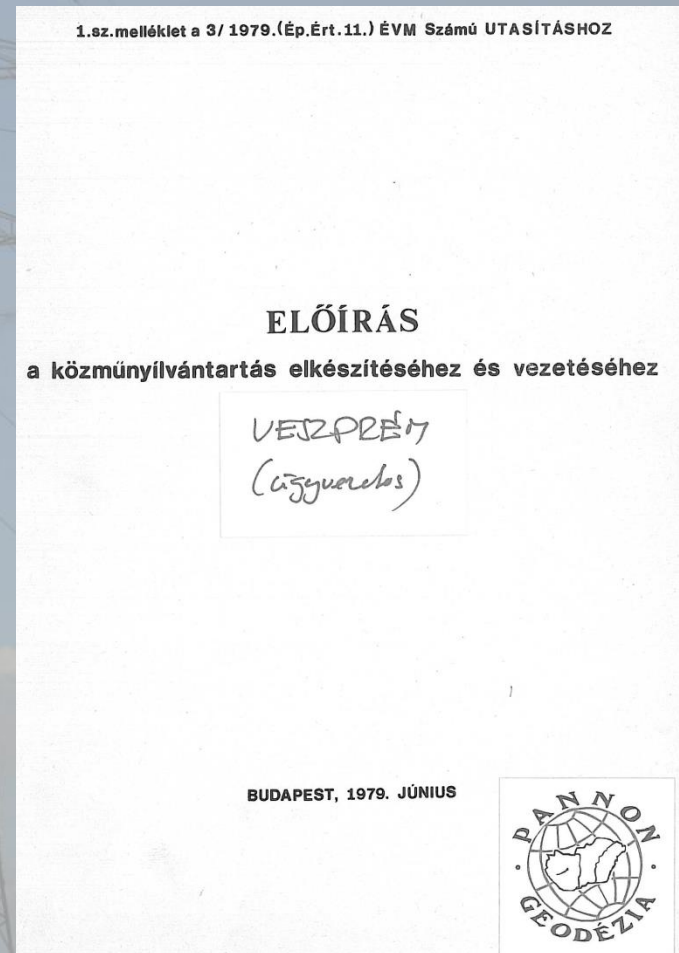 1.sz.melléklet a 3/ 1979.(Ép.Ért.11.) ÉVM Számú UTASÍTÁSHOZ
ELŐÍRÁS
a közműnyílvántartás elkészítéséhez és vezetéséhez
VESZPRÉM
(ügyvezetős)
BUDAPEST, 1979. JÚNIUS
PANNON
GEODÉZIA